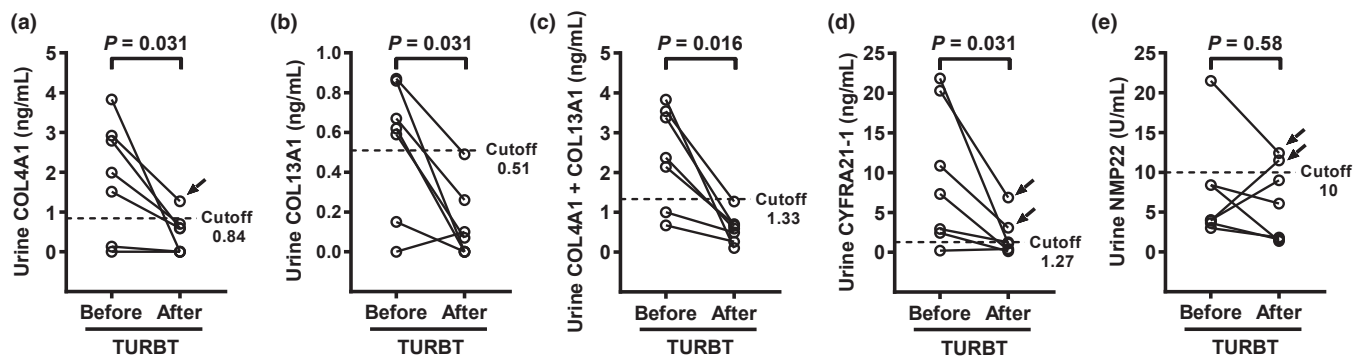 (a)
P = 0.031
Urine COL4A1 (ng/mL)
5
4
3
2
1
0
Cutoff
0.84
Before After
TURBT
(b)
P = 0.031
Urine COL13A1 (ng/mL)
1.0
0.8
0.6
0.4
0.2
0.0
Cutoff
0.51
Before After
TURBT
(c)
P = 0.016
Urine COL4A1 + COL13A1 (ng/mL)
5
4
3
2
1
0
Cutoff
1.33
Before After
TURBT
(d)
P = 0.031
Urine CYFRA21-1 (ng/mL)
25
20
15
10
5
0
Cutoff
1.27
Before After
TURBT
(e)
P = 0.58
Urine NMP22 (U/mL)
25
20
15
10
5
0
Cutoff
10
Before After
TURBT